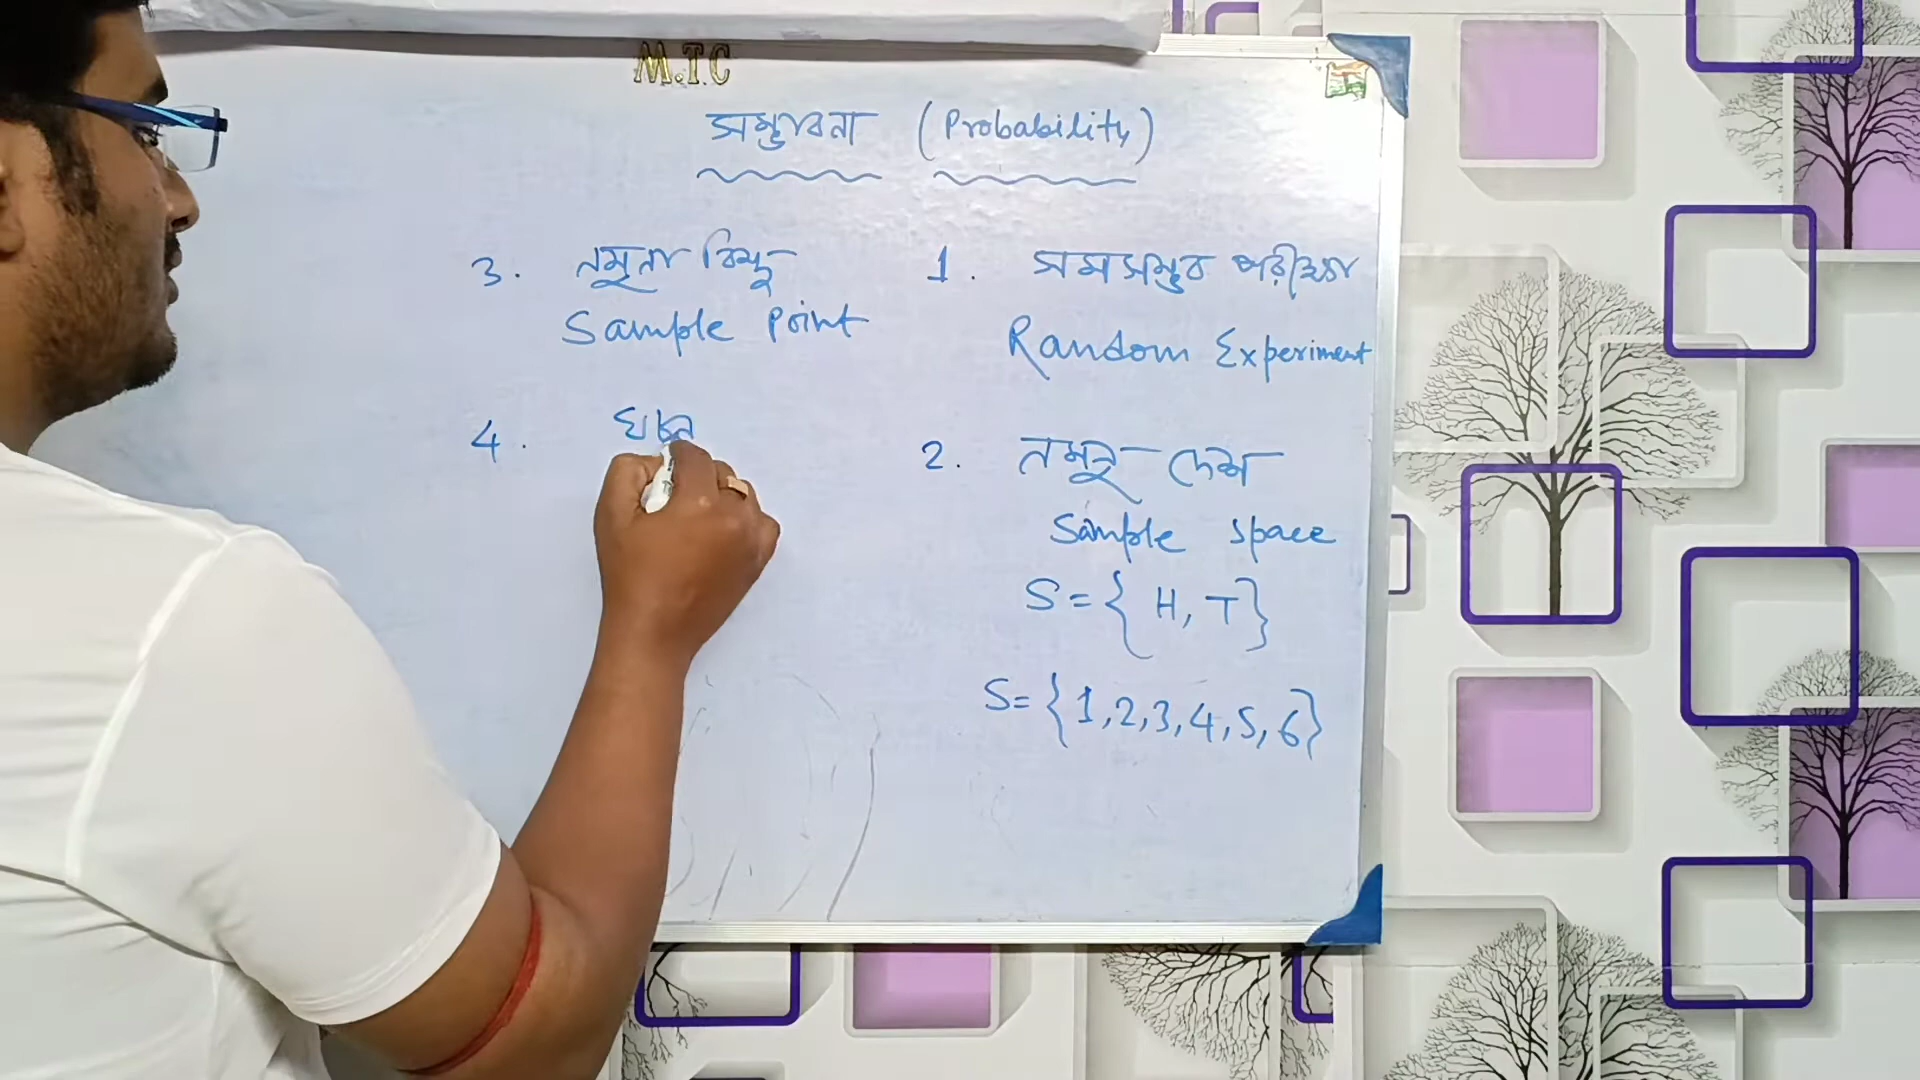 M.T.C
সম্ভাবনা (Probability)
1. সমসম্ভব পরীক্ষা
Random Experiment
2. নমুনা দেশ
Sample space
S = { H, T }
S = { 1, 2, 3, 4, 5, 6 }
3. নমুনা বিন্দু
Sample Point
4. ঘটন